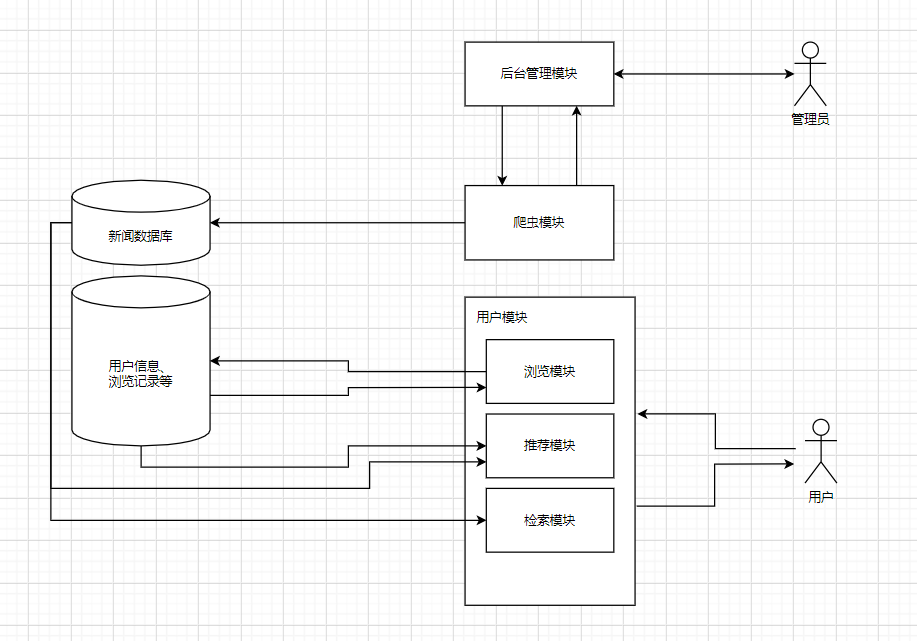 后台管理模块
管理员
爬虫模块
新闻数据库
用户模块
用户信息、
浏览记录等
浏览模块
推荐模块
检索模块
用户